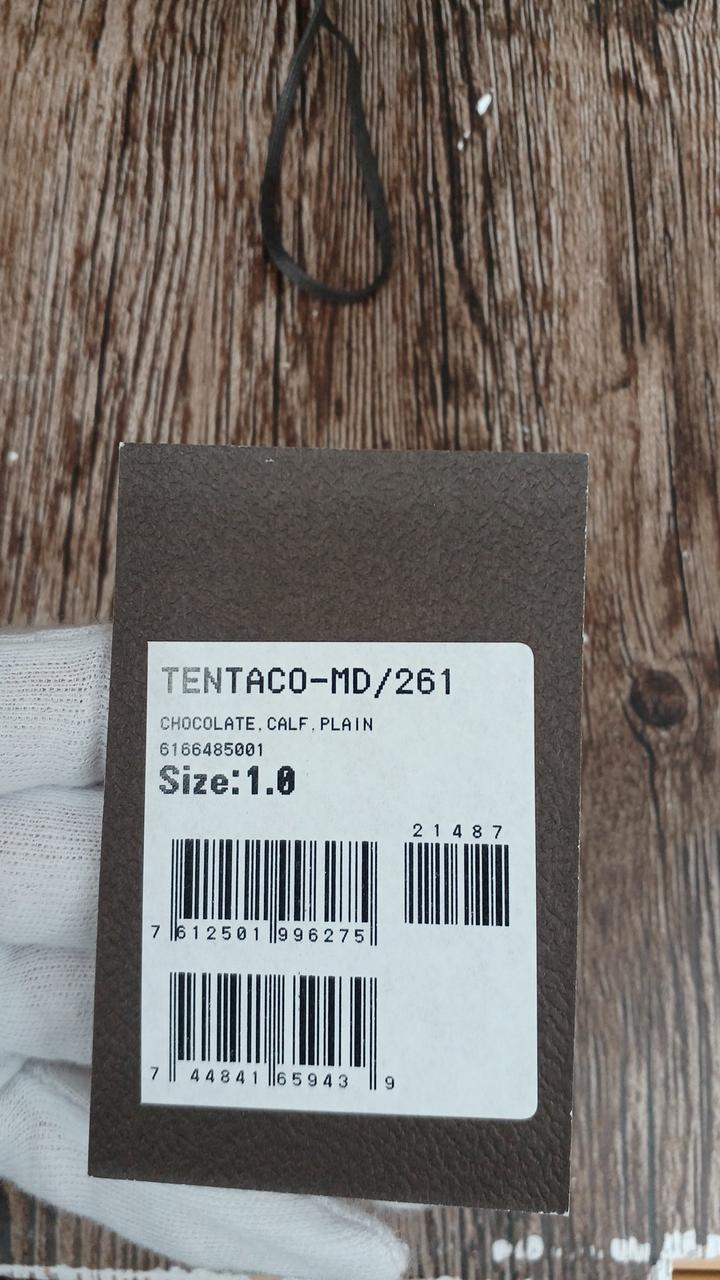 TENTACO-MD/261
CHOCOLATE,CALF,PLAIN
6166485001
Size:1.0
21487
7 612501 996275
7 44841 65943 9